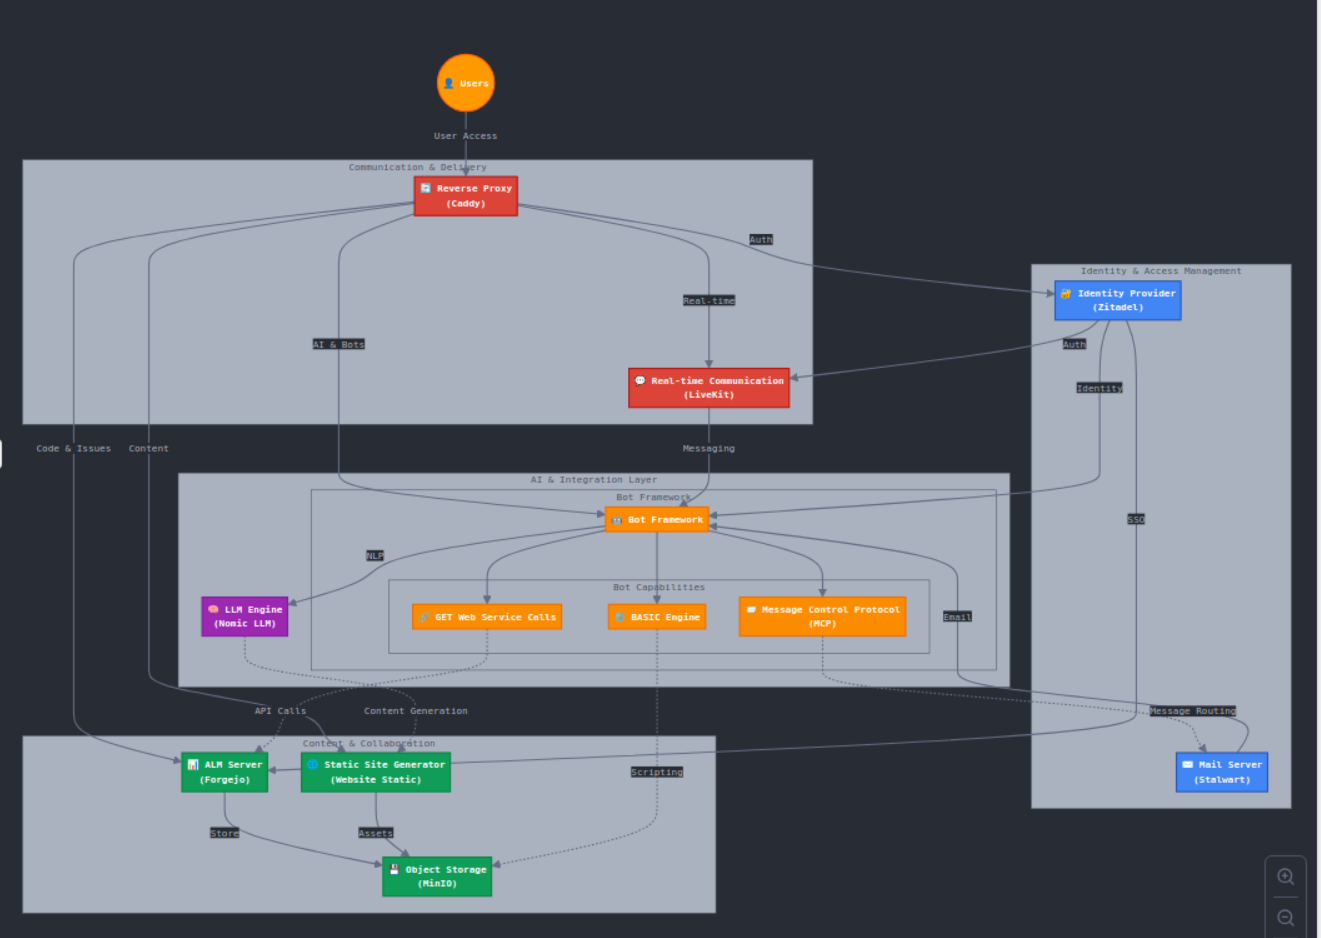 Users
User Access
Communication & Delivery
Reverse Proxy
(Caddy)
Auth
Identity & Access Management
Identity Provider
(Zitadel)
Real-time
AI & Bots
Auth
Real-time Communication
(LiveKit)
Identity
Code & Issues
Content
Messaging
AI & Integration Layer
Bot Framework
Bot Framework
SSO
NLP
Bot Capabilities
LLM Engine
(Nomic LLM)
GET Web Service Calls
BASIC Engine
Message Control Protocol
(MCP)
Email
API Calls
Content Generation
Message Routing
Content & Collaboration
ALM Server
(Forgejo)
Static Site Generator
(Website Static)
Scripting
Mail Server
(Stalwart)
Store
Assets
Object Storage
(MinIO)